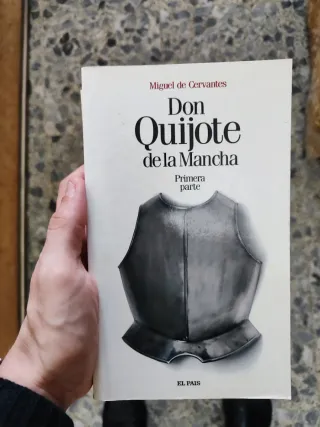 Miguel de Cervantes
Don
Quijote
de la Mancha
Primera
parte
EL PAIS